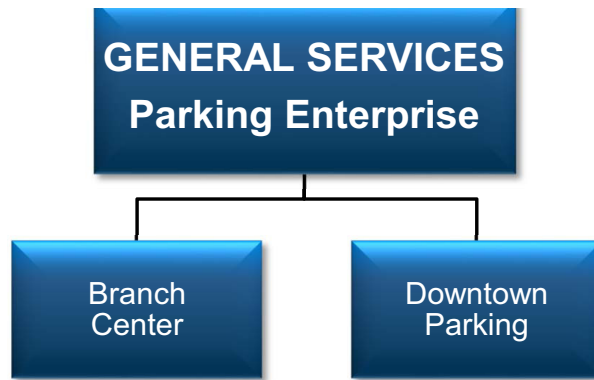 GENERAL SERVICES
Parking Enterprise
Branch
Center
Downtown
Parking